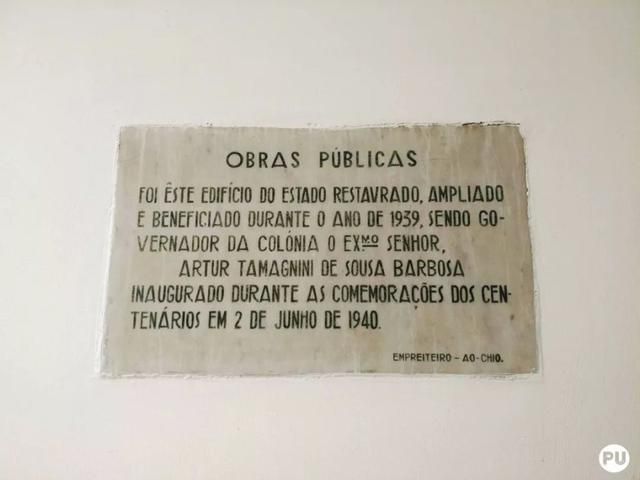 OBRAS PÚBLICAS
FOI ÊSTE EDIFÍCIO DO ESTADO RESTAVRADO, AMPLIADO
E BENEFICIADO DURANTE O ANO DE 1939, SENDO GO-
VERNADOR DA COLÓNIA O EXMO SENHOR,
ARTUR TAMAGNINI DE SOUSA BARBOSA
INAUGURADO DURANTE AS COMEMORAÇÕES DOS CEN-
TENÁRIOS EM 2 DE JUNHO DE 1940.
EMPREITEIRO - AO-CHIO.
PU